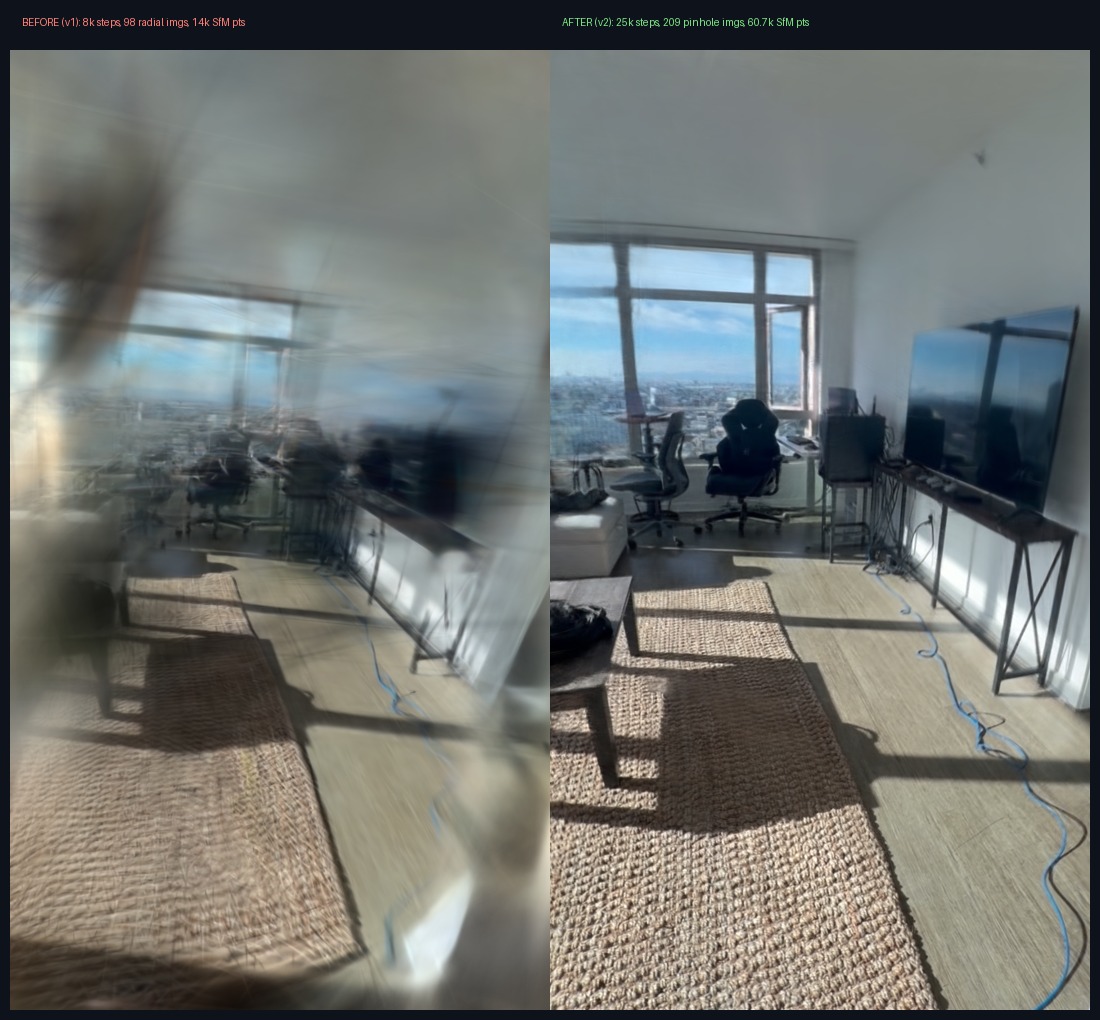 BEFORE (v1): 8k steps, 98 radial imgs, 14k SfM pts
AFTER (v2): 25k steps, 209 pinhole imgs, 60.7k SfM pts